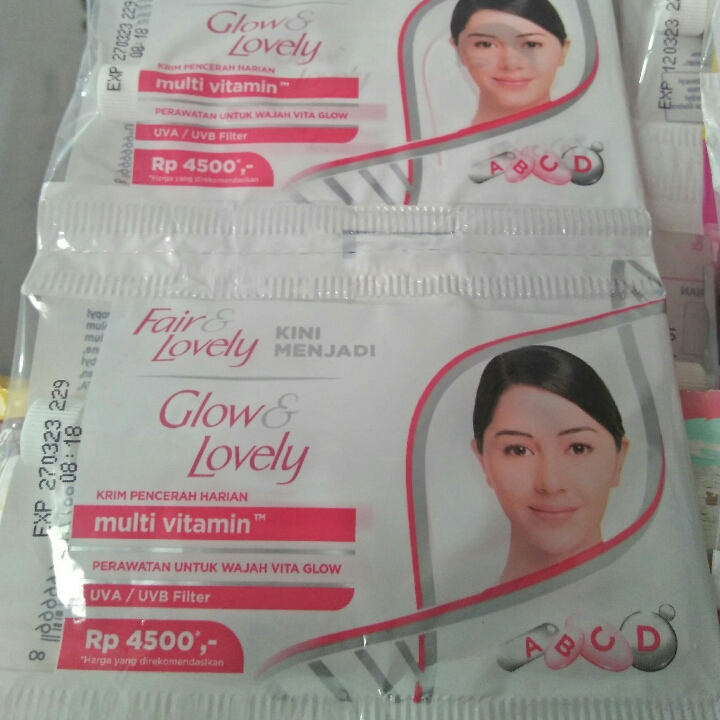 Glow &
Lovely
KRIM PENCERAH HARIAN
multi vitamin™
PERAWATAN UNTUK WAJAH VITA GLOW
UVA / UVB Filter
Rp 4500*,-
*Harga yang direkomendasikan
A B C D
EXP 270323 229
08:18
EXP 120323
Fair & Lovely
KINI MENJADI
Glow &
Lovely
KRIM PENCERAH HARIAN
multi vitamin™
PERAWATAN UNTUK WAJAH VITA GLOW
UVA / UVB Filter
Rp 4500*,-
*Harga yang direkomendasikan
A B C D
EXP 270323 229
08:18